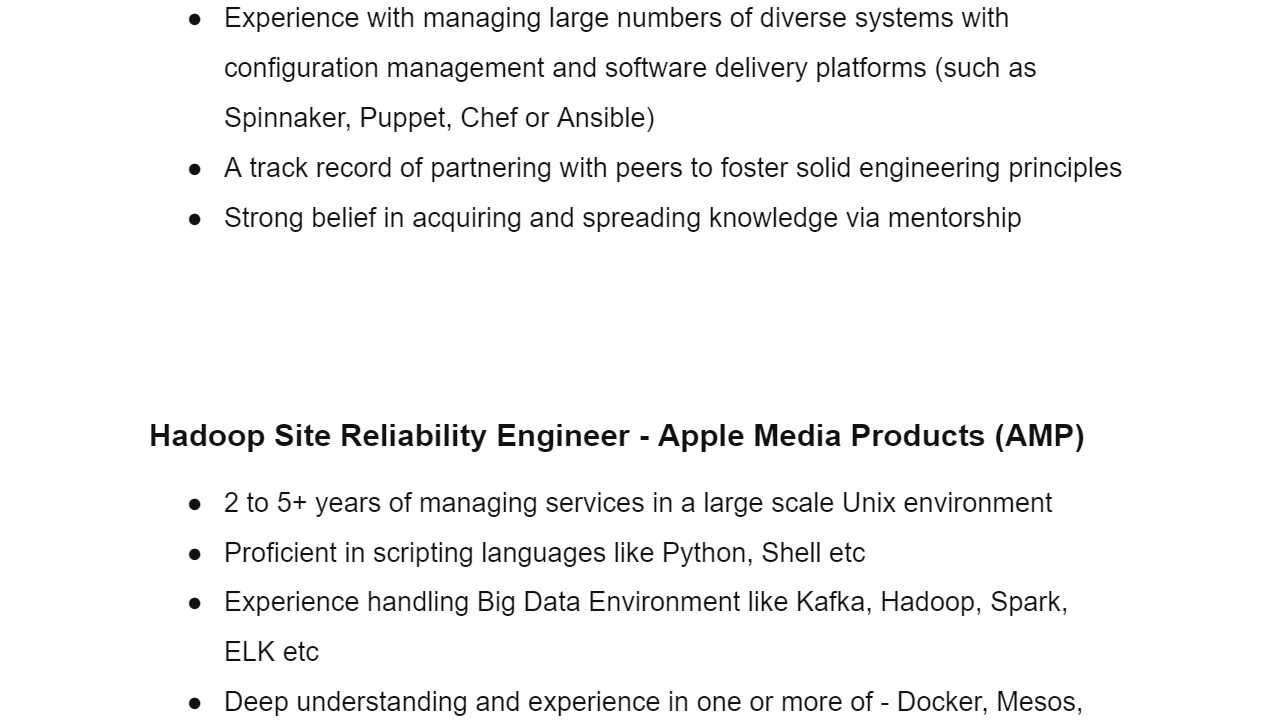 ● Experience with managing large numbers of diverse systems with
configuration management and software delivery platforms (such as
Spinnaker, Puppet, Chef or Ansible)
● A track record of partnering with peers to foster solid engineering principles
● Strong belief in acquiring and spreading knowledge via mentorship
Hadoop Site Reliability Engineer - Apple Media Products (AMP)
● 2 to 5+ years of managing services in a large scale Unix environment
● Proficient in scripting languages like Python, Shell etc
● Experience handling Big Data Environment like Kafka, Hadoop, Spark,
ELK etc
● Deep understanding and experience in one or more of - Docker, Mesos,